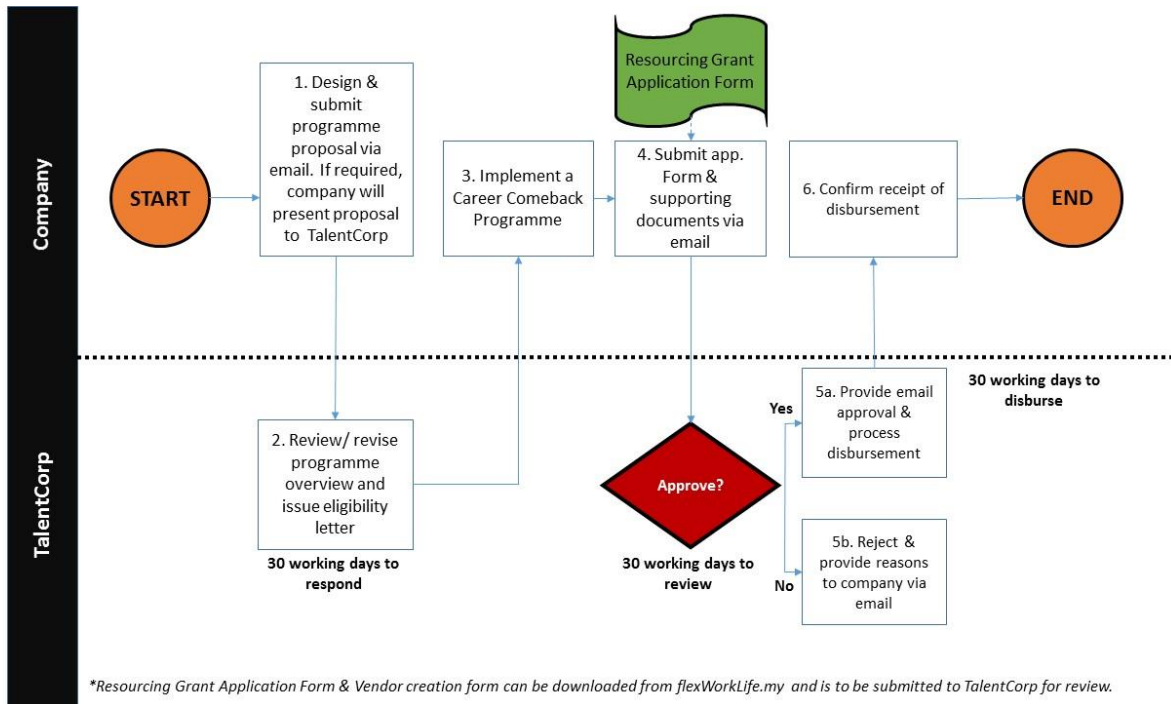 Company
START
1. Design &
submit
programme
proposal via
email. If required,
company will
present proposal
to TalentCorp
3. Implement a
Career Comeback
Programme
Resourcing Grant
Application Form
4. Submit app.
Form &
supporting
documents via
email
6. Confirm receipt of
disbursement
END
TalentCorp
2. Review/ revise
programme
overview and
issue eligibility
letter
30 working days to
respond
Approve?
30 working days to
review
Yes
5a. Provide email
approval &
process
disbursement
30 working days to
disburse
No
5b. Reject &
provide reasons
to company via
email
*Resourcing Grant Application Form & Vendor creation form can be downloaded from flexWorkLife.my and is to be submitted to TalentCorp for review.